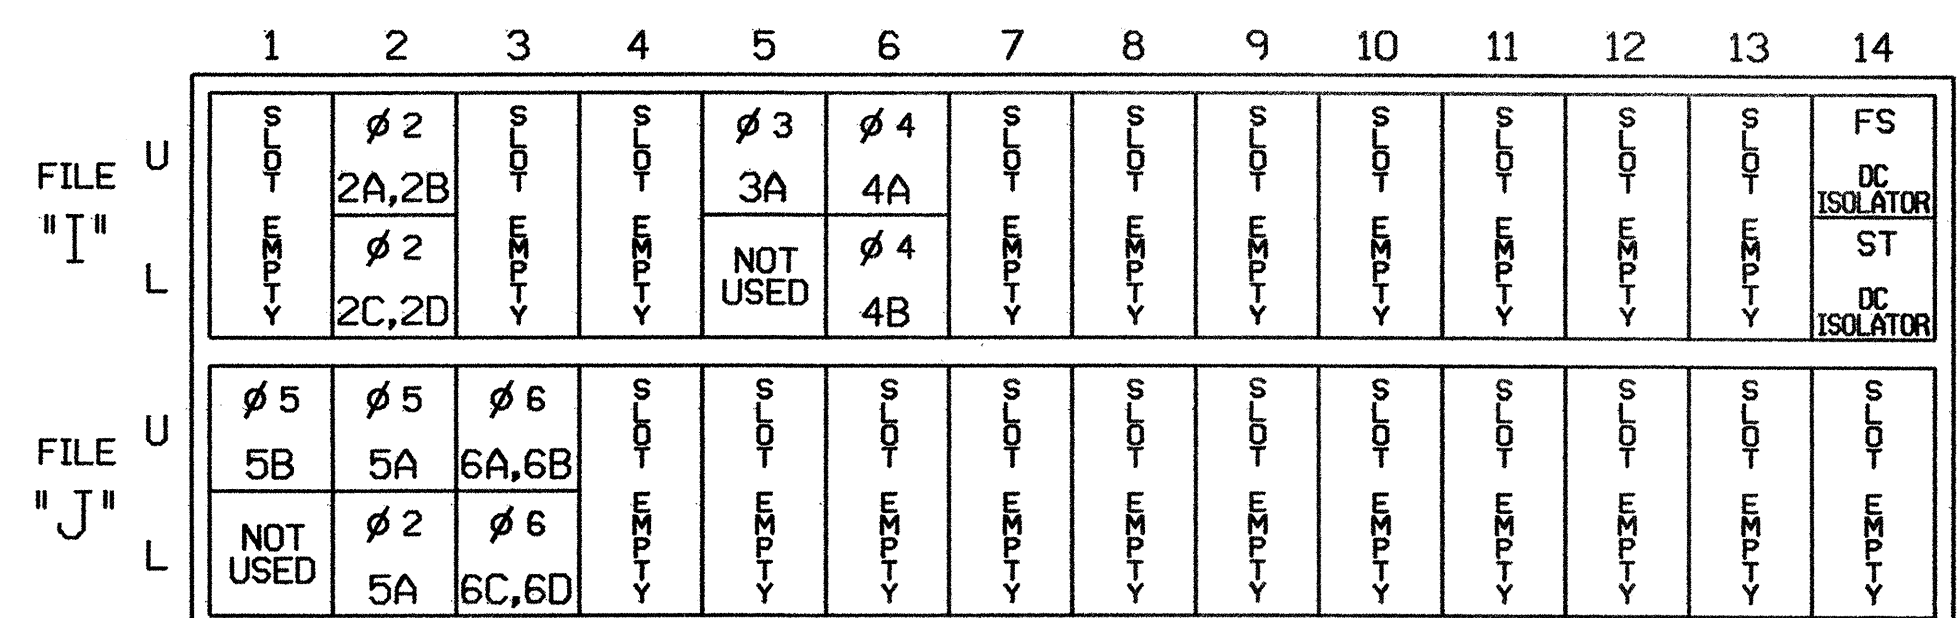 1 2 3 4 5 6 7 8 9 10 11 12 13 14
FILE "I"
U
L
SLOT EMPTY
ø 2
2A,2B
ø 2
2C,2D
SLOT EMPTY
SLOT EMPTY
ø 3
3A
NOT USED
ø 4
4A
ø 4
4B
SLOT EMPTY
SLOT EMPTY
SLOT EMPTY
SLOT EMPTY
SLOT EMPTY
SLOT EMPTY
SLOT EMPTY
FS
DC
ISOLATOR
ST
DC
ISOLATOR
FILE "J"
U
L
ø 5
5B
NOT USED
ø 5
5A
ø 2
5A
ø 6
6A,6B
ø 6
6C,6D
SLOT EMPTY
SLOT EMPTY
SLOT EMPTY
SLOT EMPTY
SLOT EMPTY
SLOT EMPTY
SLOT EMPTY
SLOT EMPTY
SLOT EMPTY
SLOT EMPTY
SLOT EMPTY